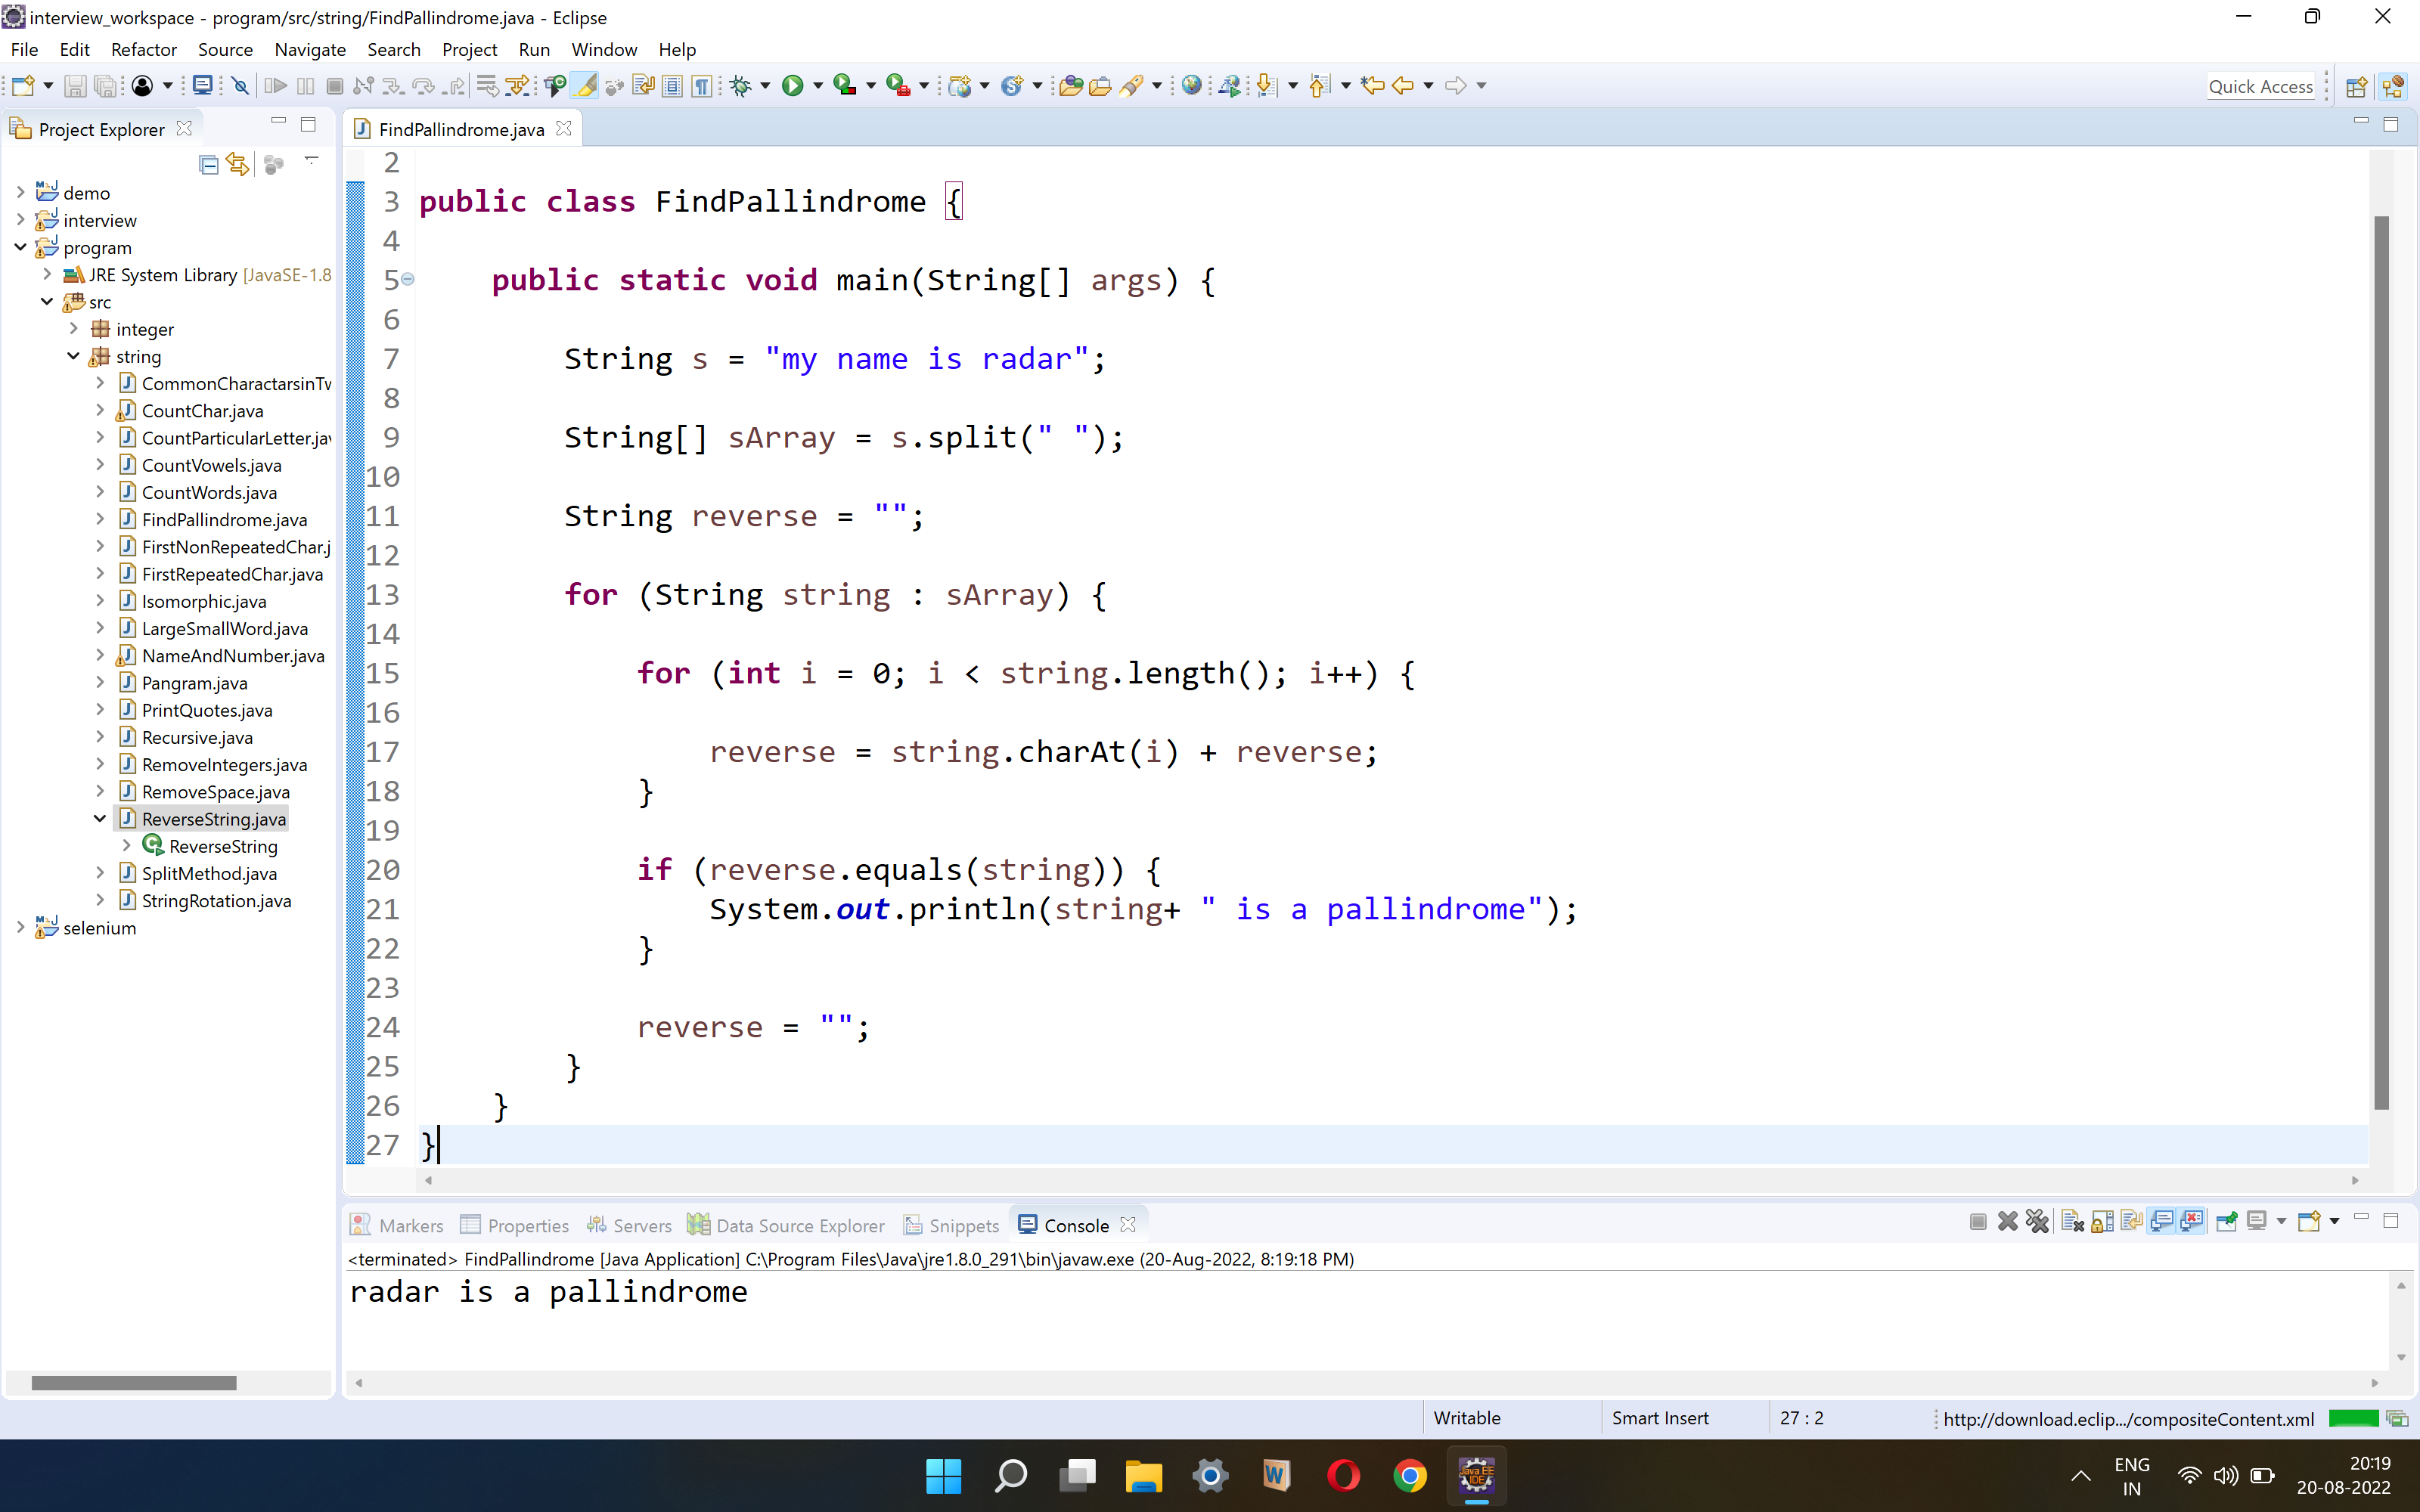 interview_workspace - program/src/string/FindPallindrome.java - Eclipse
File Edit Refactor Source Navigate Search Project Run Window Help
Quick Access
Project Explorer
FindPallindrome.java
demo
interview
program
JRE System Library [JavaSE-1.8
src
integer
string
CommonCharactarsinTw
CountChar.java
CountParticularLetter.jav
CountVowels.java
CountWords.java
FindPallindrome.java
FirstNonRepeatedChar.j
FirstRepeatedChar.java
Isomorphic.java
LargeSmallWord.java
NameAndNumber.java
Pangram.java
PrintQuotes.java
Recursive.java
RemoveIntegers.java
RemoveSpace.java
ReverseString.java
ReverseString
SplitMethod.java
StringRotation.java
selenium
2
3 public class FindPallindrome {
4
5 public static void main(String[] args) {
6
7 String s = "my name is radar";
8
9 String[] sArray = s.split(" ");
10
11 String reverse = "";
12
13 for (String string : sArray) {
14
15 for (int i = 0; i < string.length(); i++) {
16
17 reverse = string.charAt(i) + reverse;
18 }
19
20 if (reverse.equals(string)) {
21 System.out.println(string+ " is a pallindrome");
22 }
23
24 reverse = "";
25 }
26 }
27 }
Markers Properties Servers Data Source Explorer Snippets Console
<terminated> FindPallindrome [Java Application] C:\Program Files\Java\jre1.8.0_291\bin\javaw.exe (20-Aug-2022, 8:19:18 PM)
radar is a pallindrome
Writable Smart Insert 27 : 2 http://download.eclip.../compositeContent.xml
Java EE
IDE
ENG
IN
20:19
20-08-2022